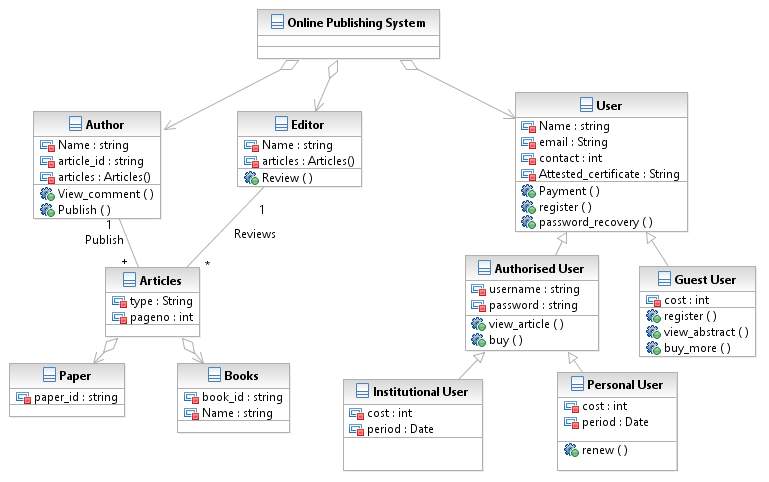 Online Publishing System
Author
Name : string
article_id : string
articles : Articles()
View_comment ( )
Publish ( )
Editor
Name : string
articles : Articles()
Review ( )
User
Name : string
email : String
contact : int
Attested_certificate : String
Payment ( )
register ( )
password_recovery ( )
1
Publish
*
1
Reviews
*
Articles
type : String
pageno : int
Authorised User
username : string
password : string
view_article ( )
buy ( )
Guest User
cost : int
register ( )
view_abstract ( )
buy_more ( )
Paper
paper_id : string
Books
book_id : string
Name : string
Institutional User
cost : int
period : Date
Personal User
cost : int
period : Date
renew ( )